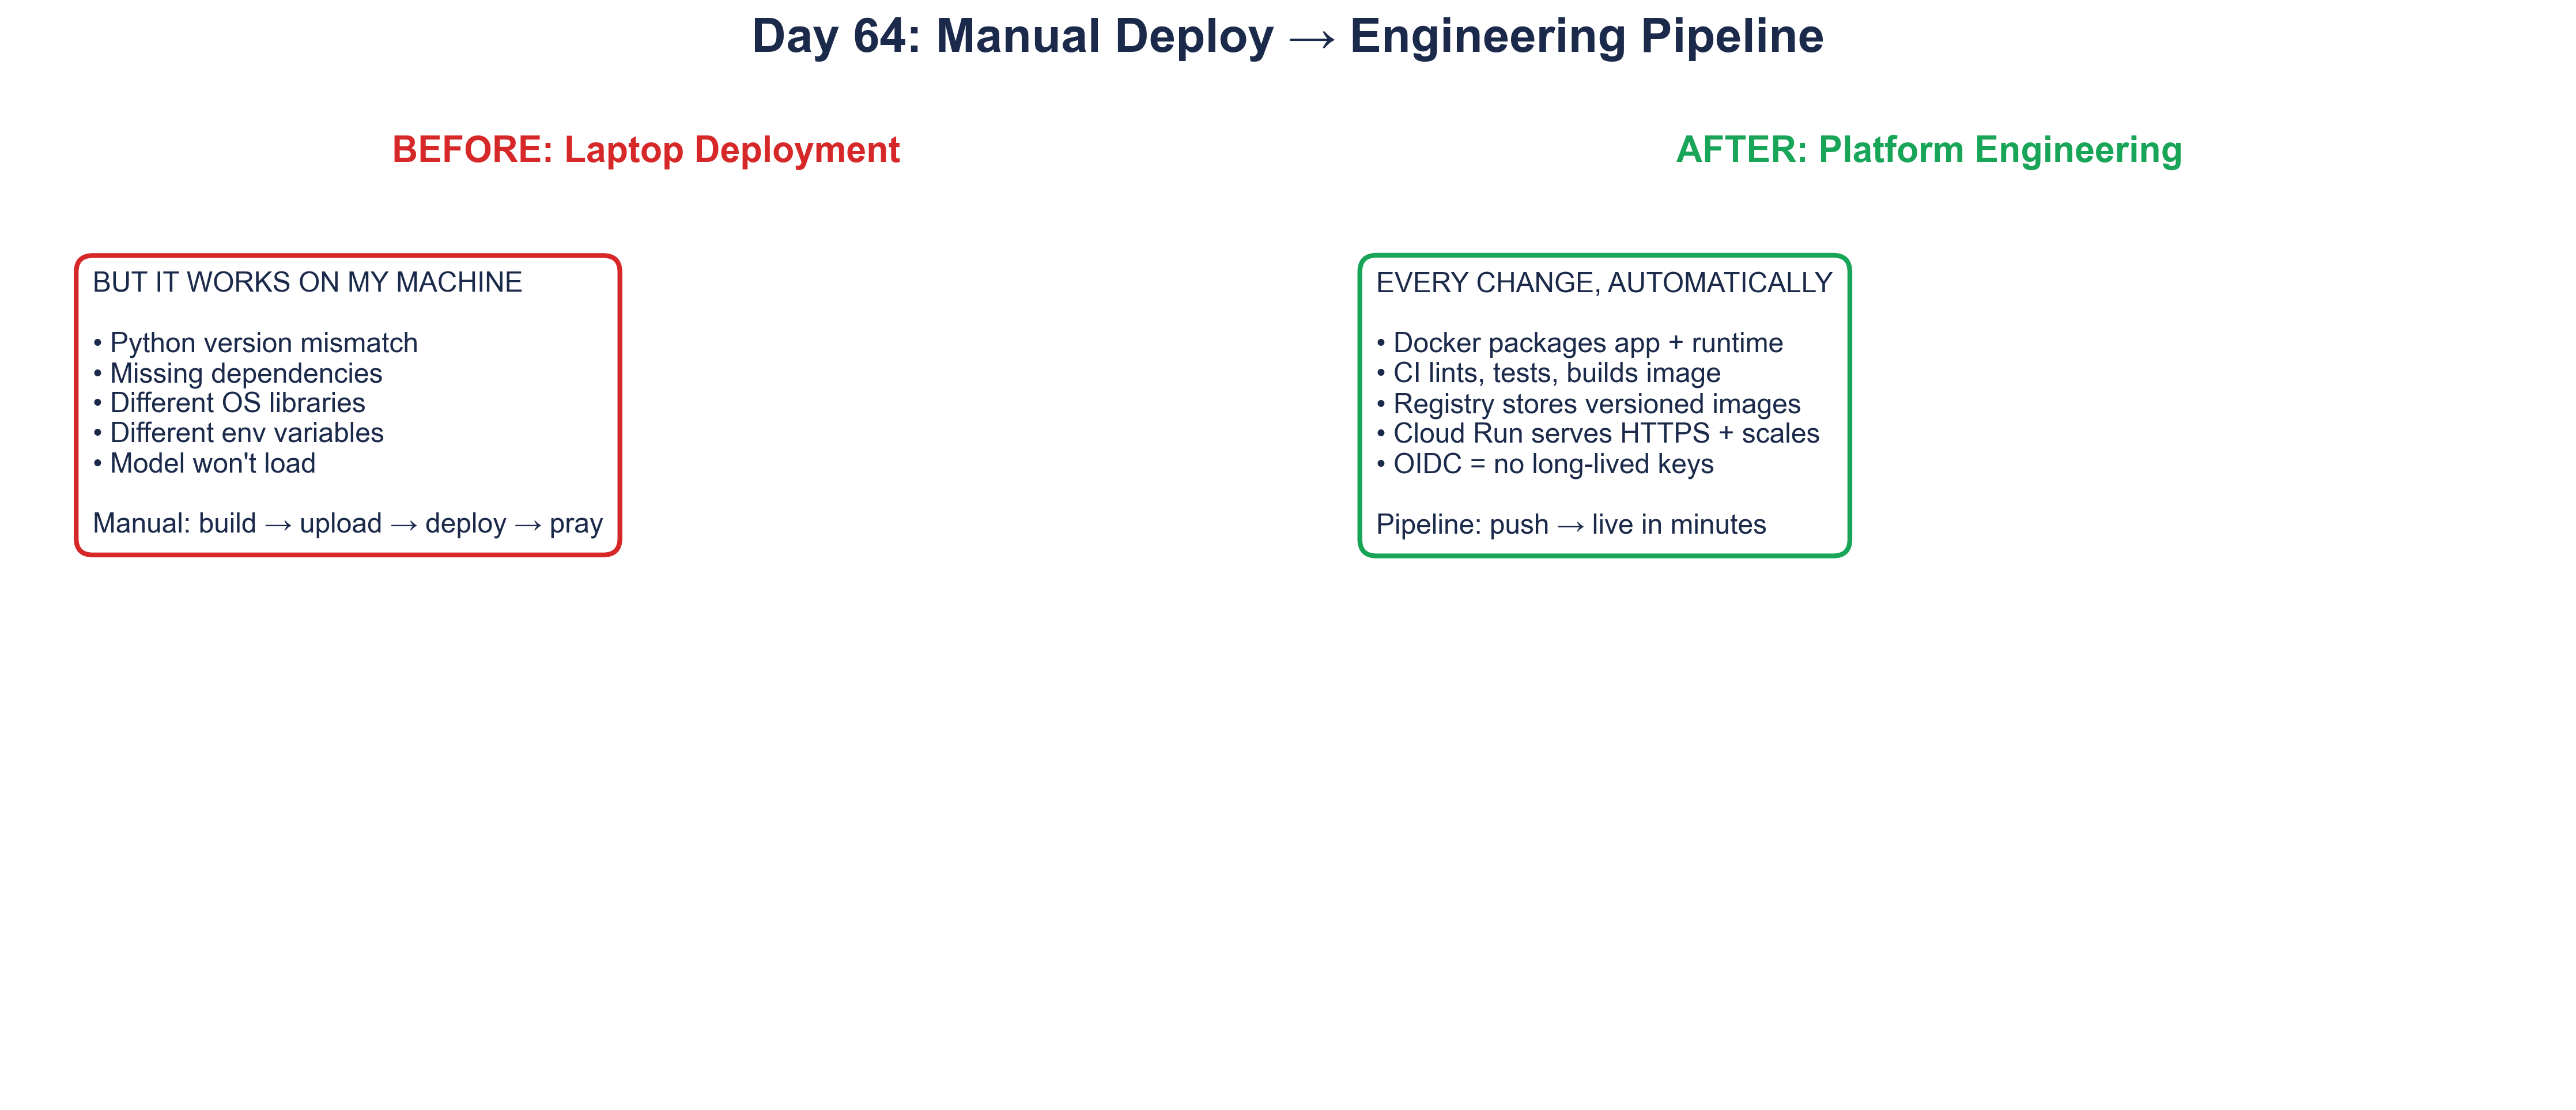 Day 64: Manual Deploy → Engineering Pipeline
BEFORE: Laptop Deployment
BUT IT WORKS ON MY MACHINE
• Python version mismatch
• Missing dependencies
• Different OS libraries
• Different env variables
• Model won't load
Manual: build → upload → deploy → pray
AFTER: Platform Engineering
EVERY CHANGE, AUTOMATICALLY
• Docker packages app + runtime
• CI lints, tests, builds image
• Registry stores versioned images
• Cloud Run serves HTTPS + scales
• OIDC = no long-lived keys
Pipeline: push → live in minutes